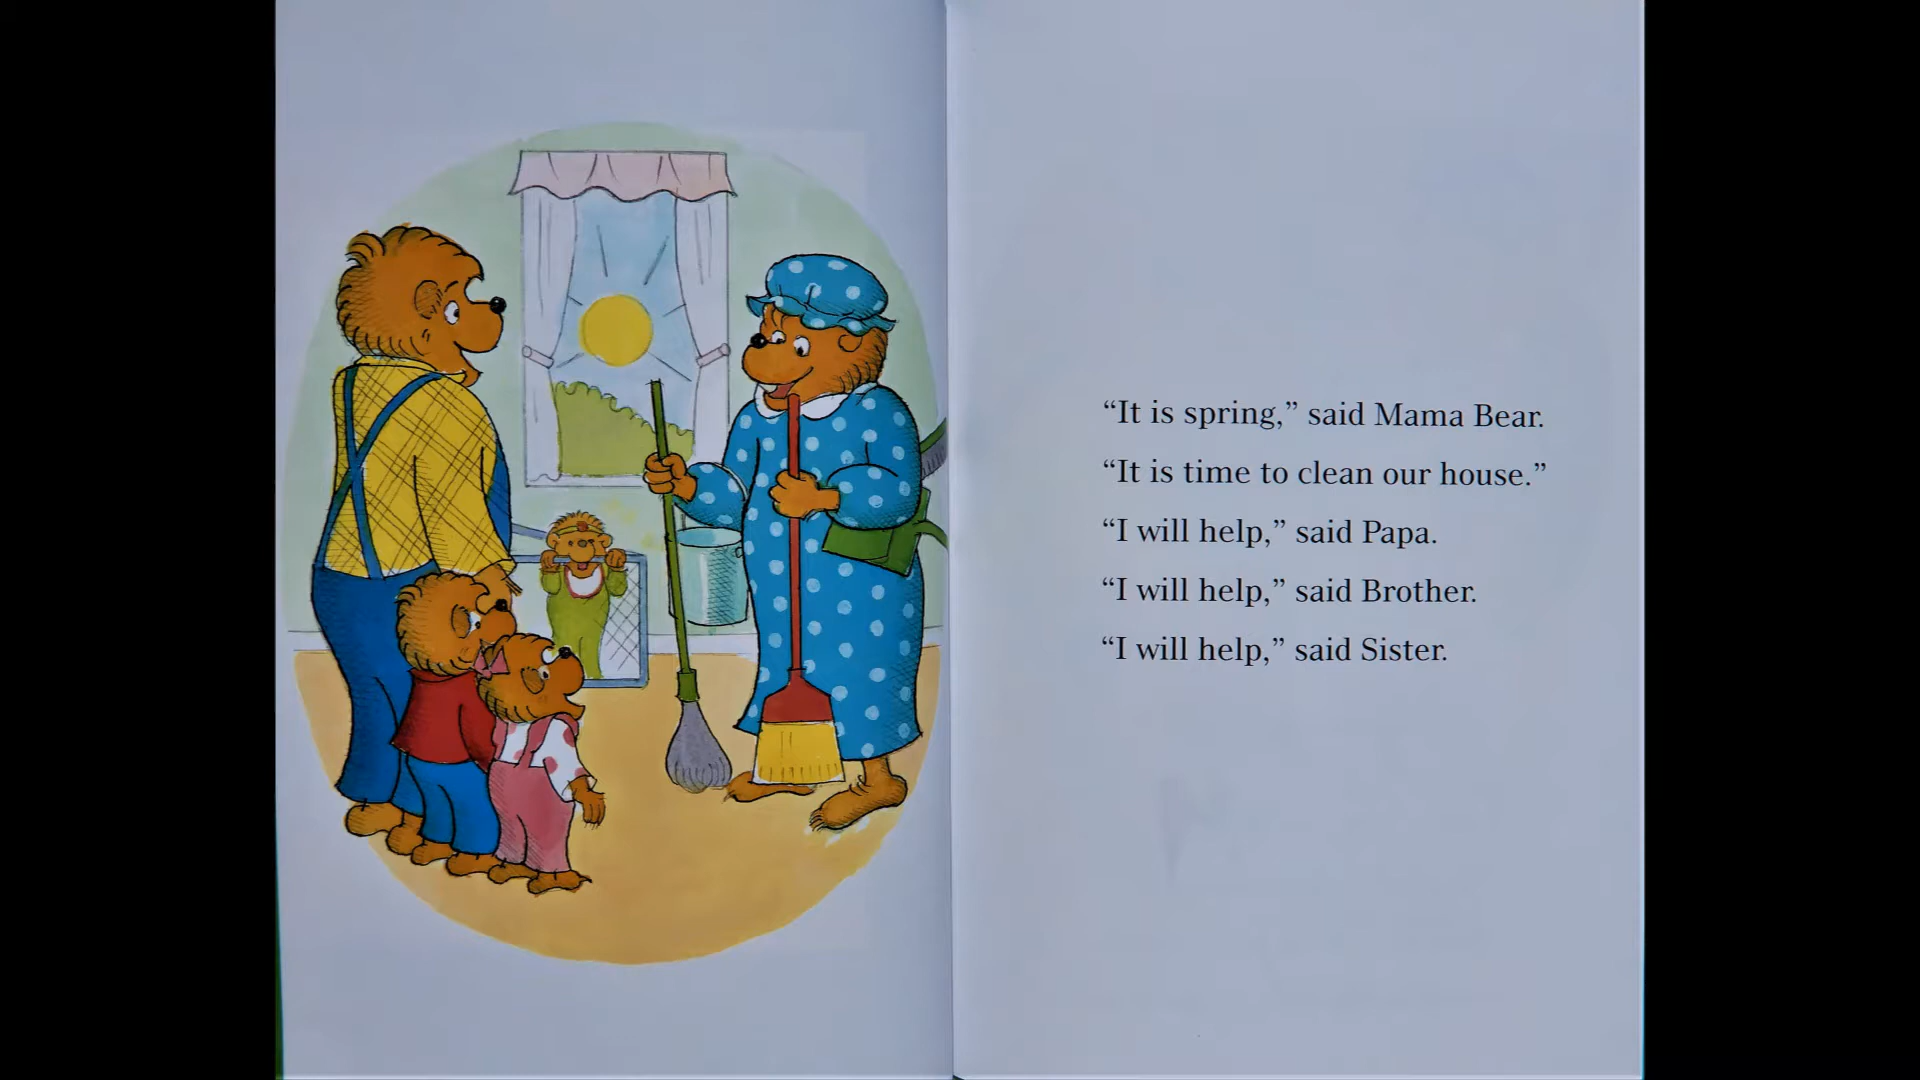 “It is spring,” said Mama Bear.
“It is time to clean our house.”
“I will help,” said Papa.
“I will help,” said Brother.
“I will help,” said Sister.